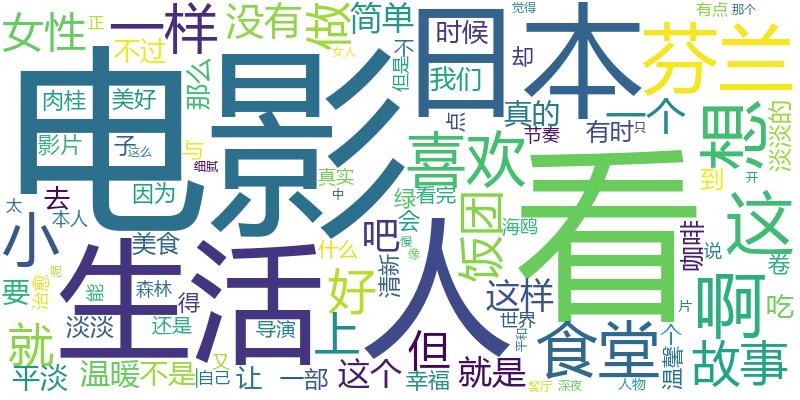 女性
正
一样
没有
做
简单
觉得
有点
那个
不过
女人
但是
不
时候
日本
芬兰
却
我们
那么
肉桂
美好
电影
影片
子
这么
与
细腻
真的
一个
点
节奏
有时
只
想
淡淡的
喜欢
看
因为
真实
中
绿
看完
会
到
开
太
去
本人
饭团
海鸥
这
小
美食
生活
吧
什么
慢
像
人
咖啡
说
卷
要
治愈
呢
能
森林
得
好
清新
这样
世界
片
啊
吃
就
淡淡
还是
导演
上
但
平和
食堂
一个
温馨
故事
平淡
温暖
不是
又
自己
让
一部
这个
幸福
就是
餐厅
深夜
人物